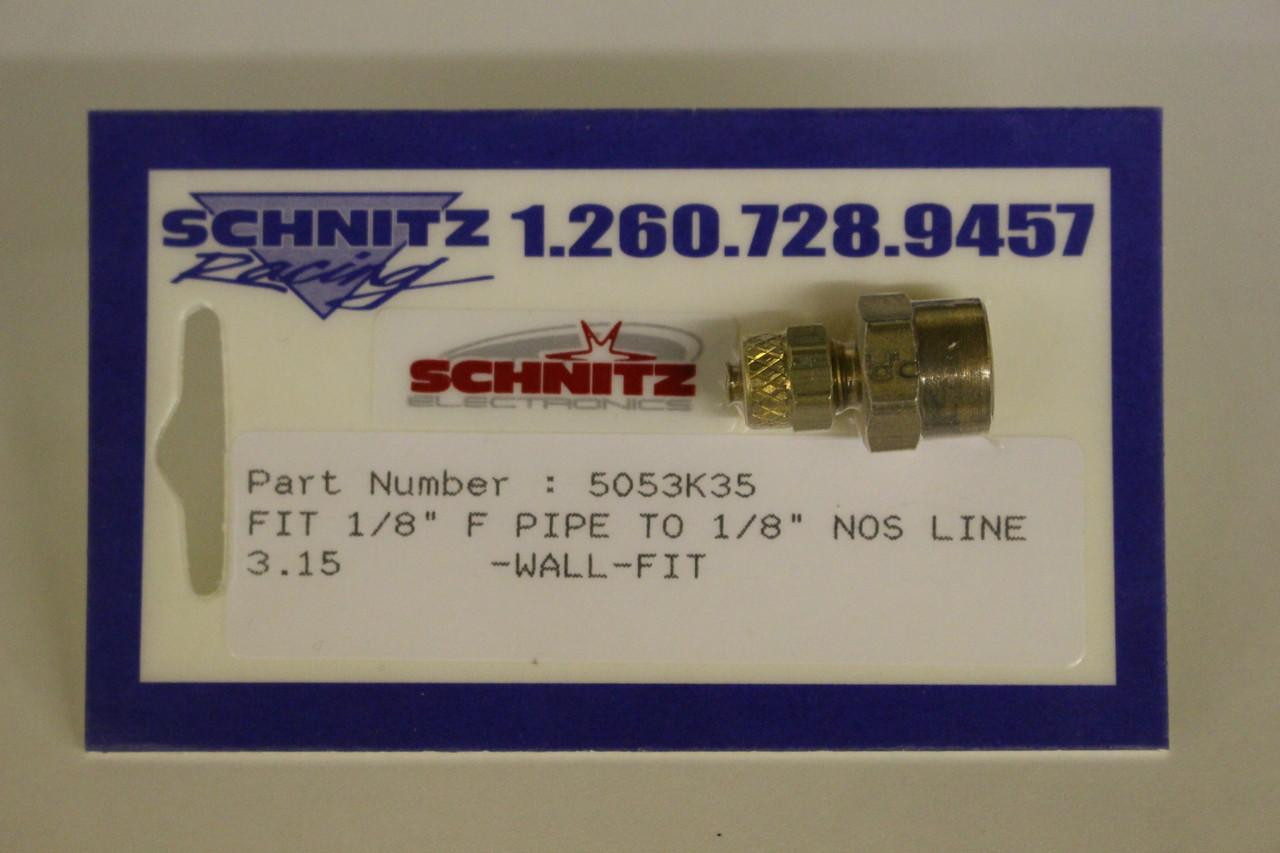 SCHNITZ
Racing
1.260.728.9457
SCHNITZ
ELECTRONICS
Part Number : 5053K35
FIT 1/8" F PIPE TO 1/8" NOS LINE
3.15 -WALL-FIT